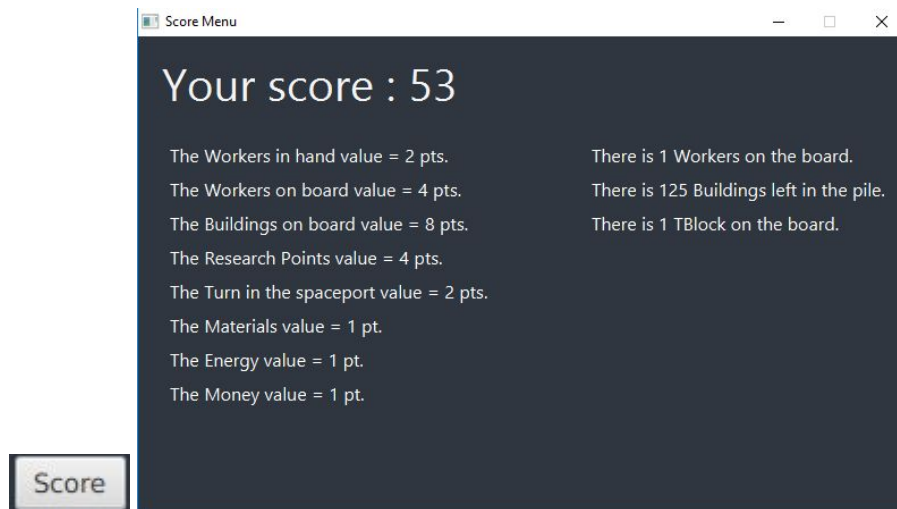 Score Menu
Your score : 53
The Workers in hand value = 2 pts.
The Workers on board value = 4 pts.
The Buildings on board value = 8 pts.
The Research Points value = 4 pts.
The Turn in the spaceport value = 2 pts.
The Materials value = 1 pt.
The Energy value = 1 pt.
The Money value = 1 pt.
There is 1 Workers on the board.
There is 125 Buildings left in the pile.
There is 1 TBlock on the board.
Score